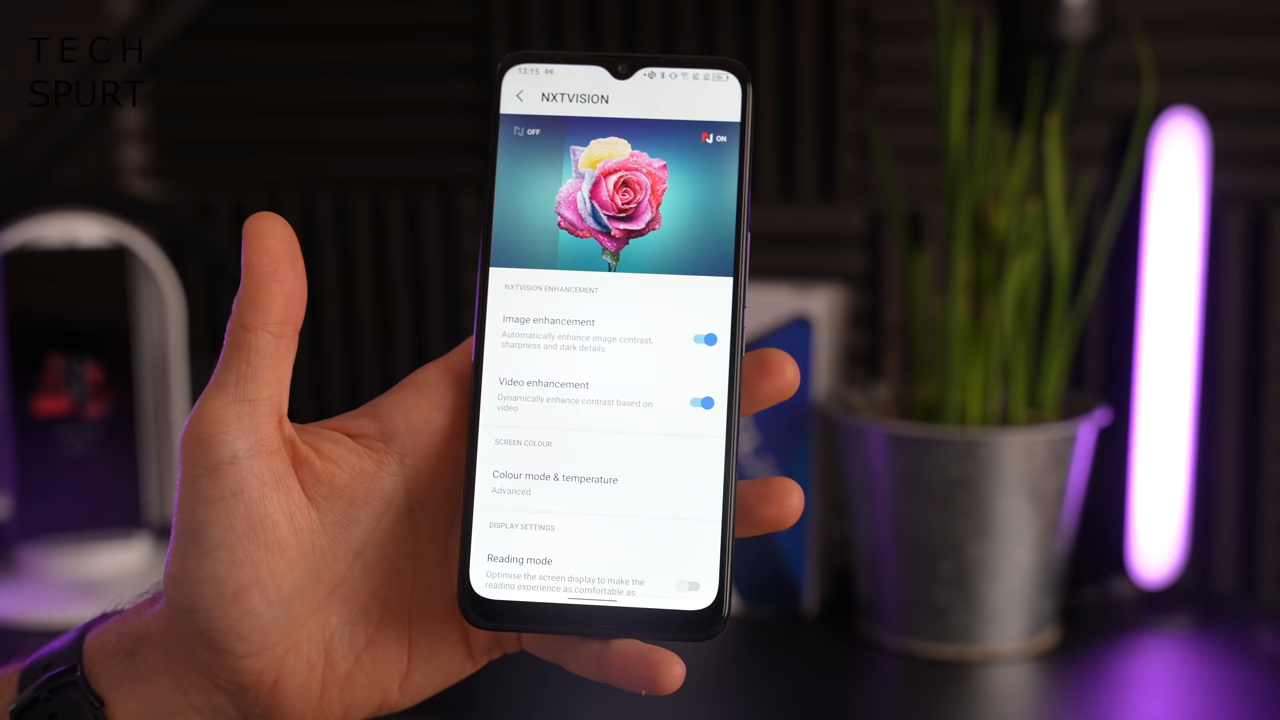 TECH
SPURT
13:15
NXTVISION
OFF
ON
NXTVISION ENHANCEMENT
Image enhancement
Automatically enhance image contrast,
sharpness and dark details.
Video enhancement
Dynamically enhance contrast based on
video
SCREEN COLOUR
Colour mode & temperature
Advanced
DISPLAY SETTINGS
Reading mode
Optimise the screen display to make the
reading experience as comfortable as